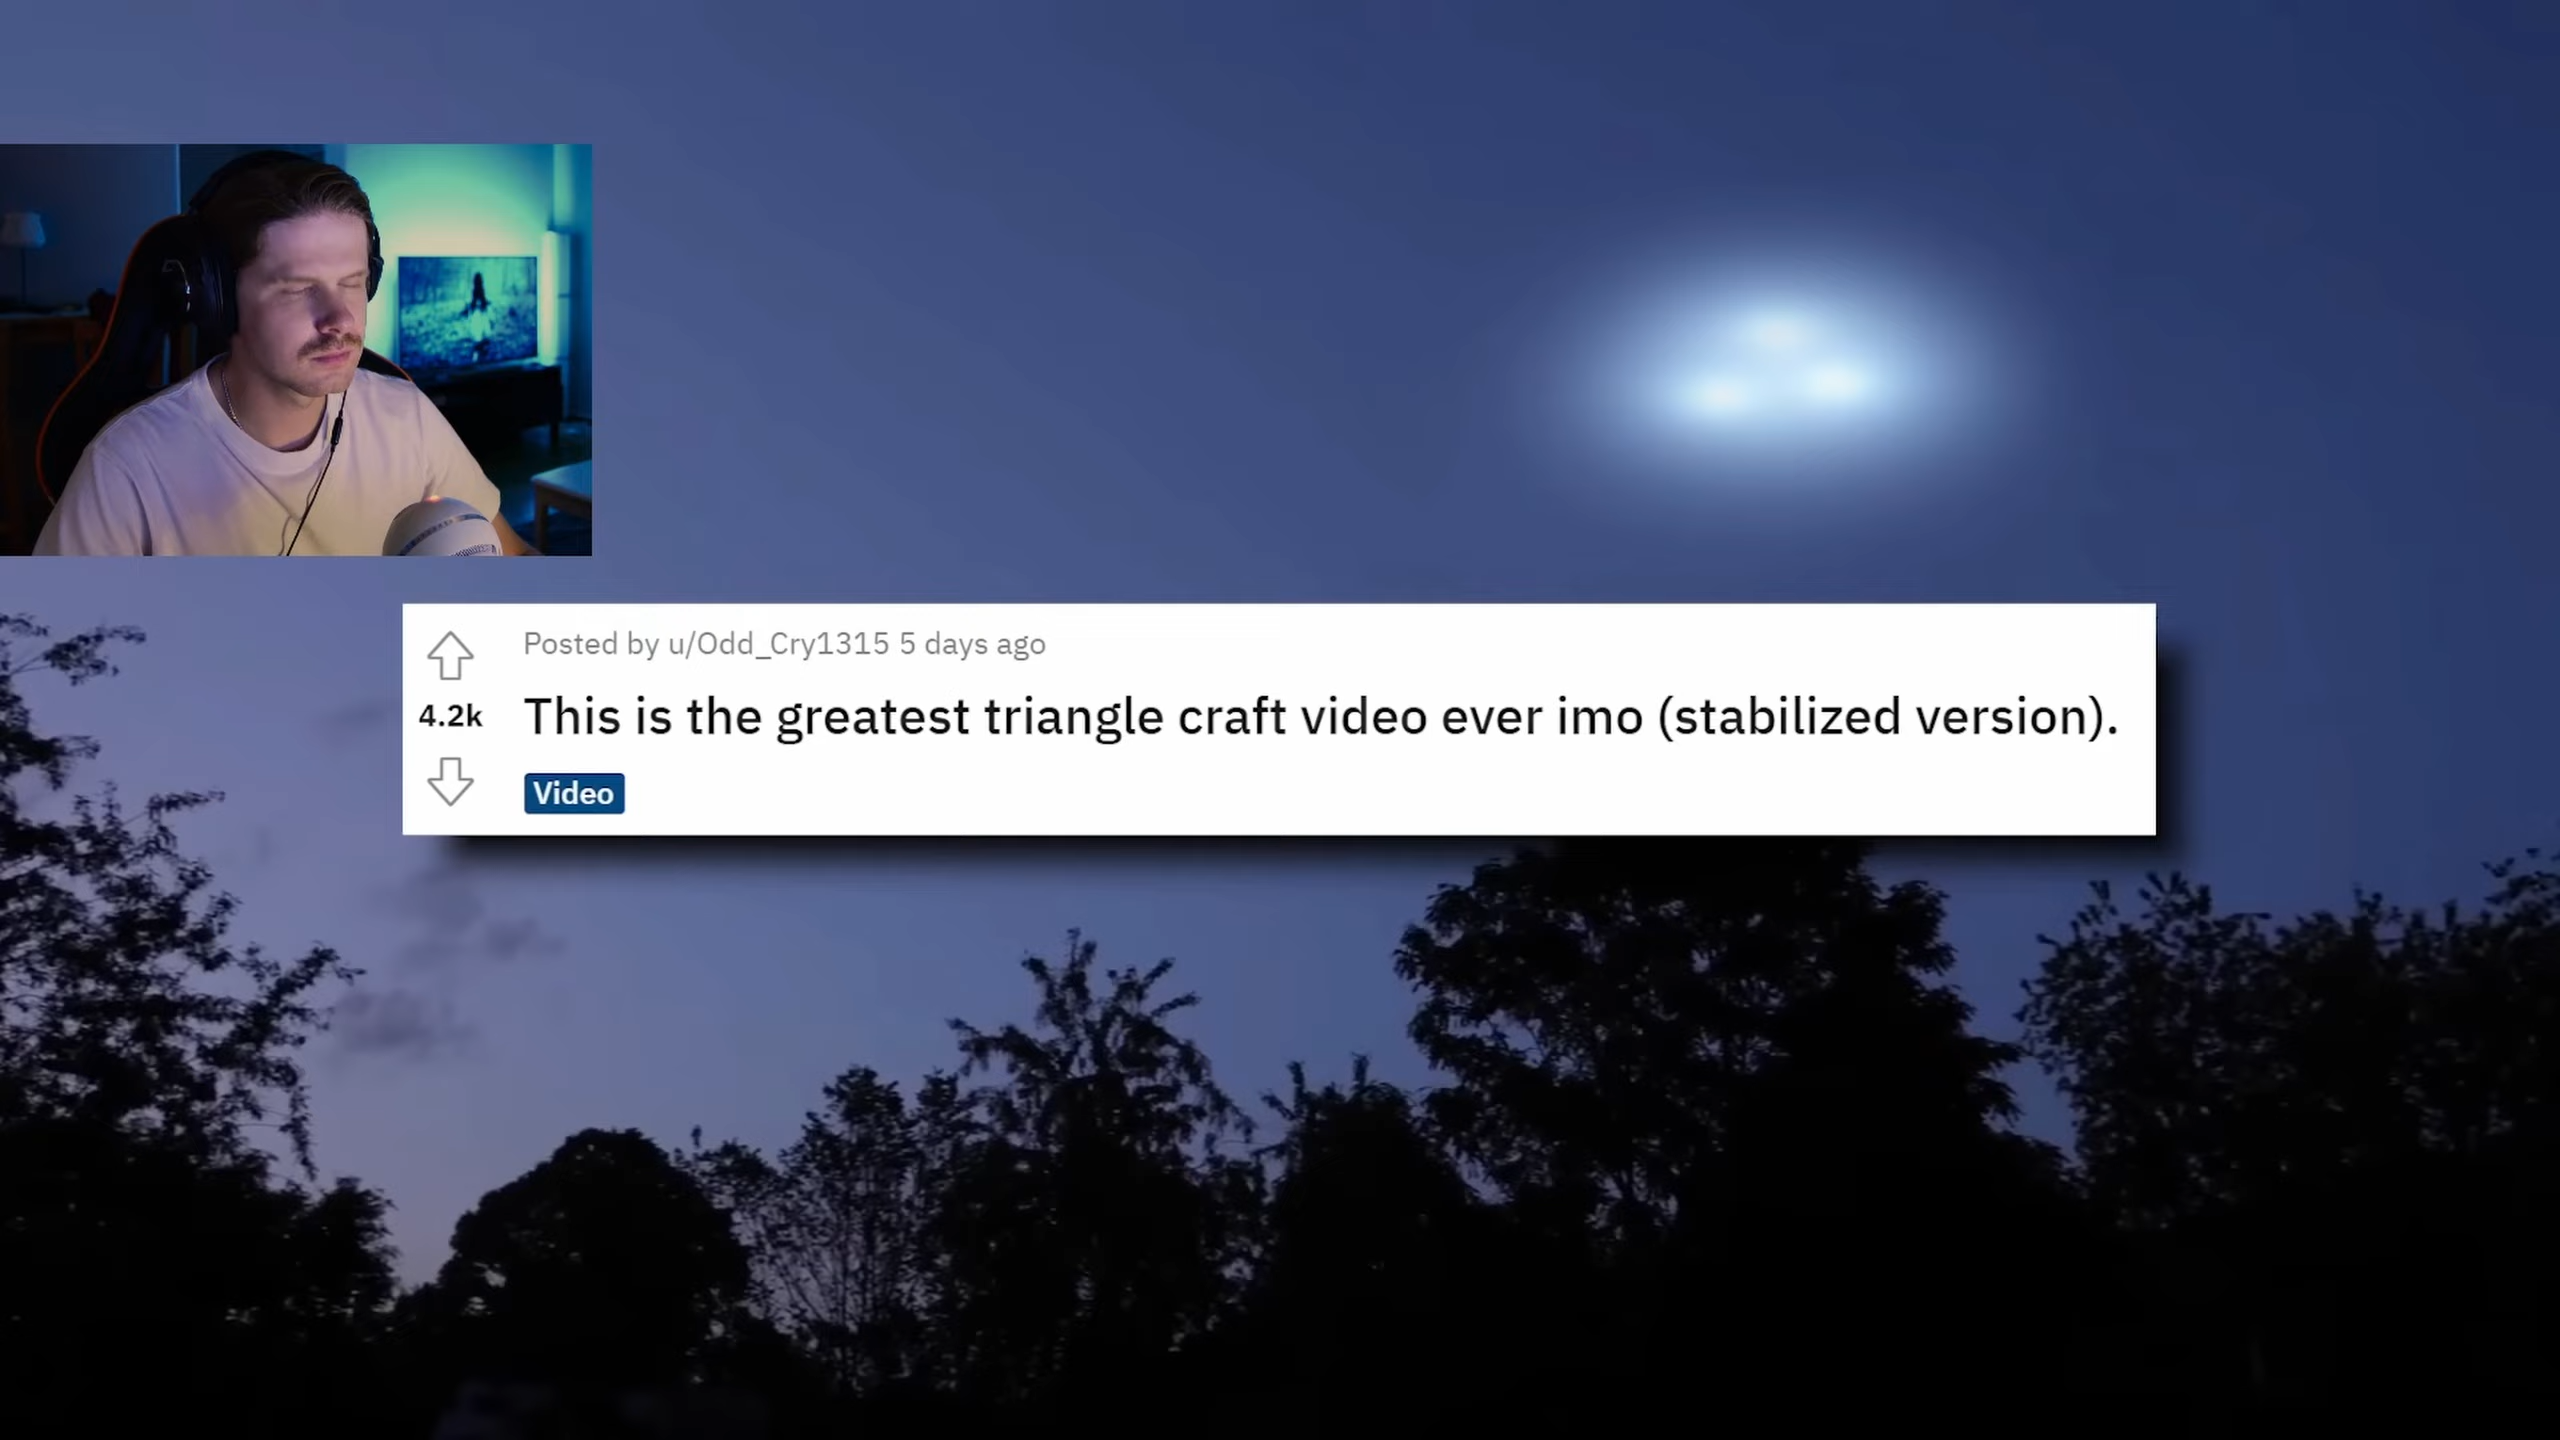 Posted by u/Odd_Cry1315 5 days ago
4.2k
This is the greatest triangle craft video ever imo (stabilized version).
Video